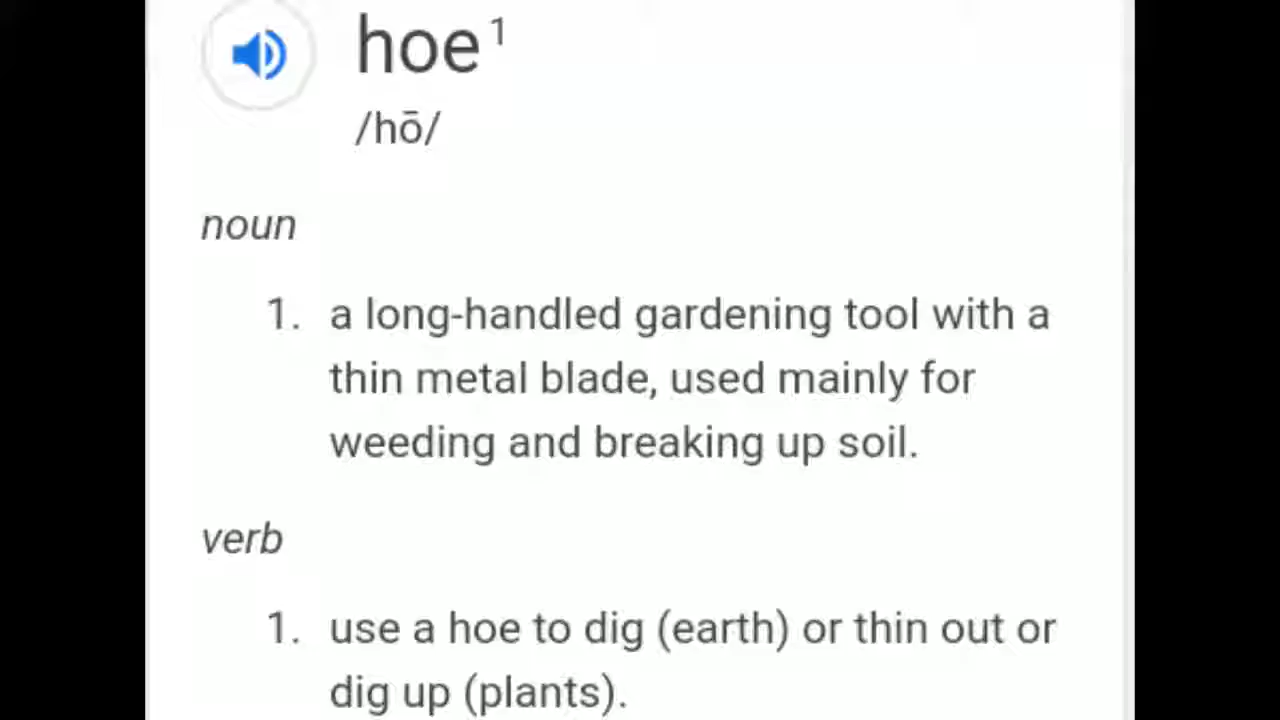 hoe¹
/hō/
noun
1. a long-handled gardening tool with a
thin metal blade, used mainly for
weeding and breaking up soil.
verb
1. use a hoe to dig (earth) or thin out or
dig up (plants).